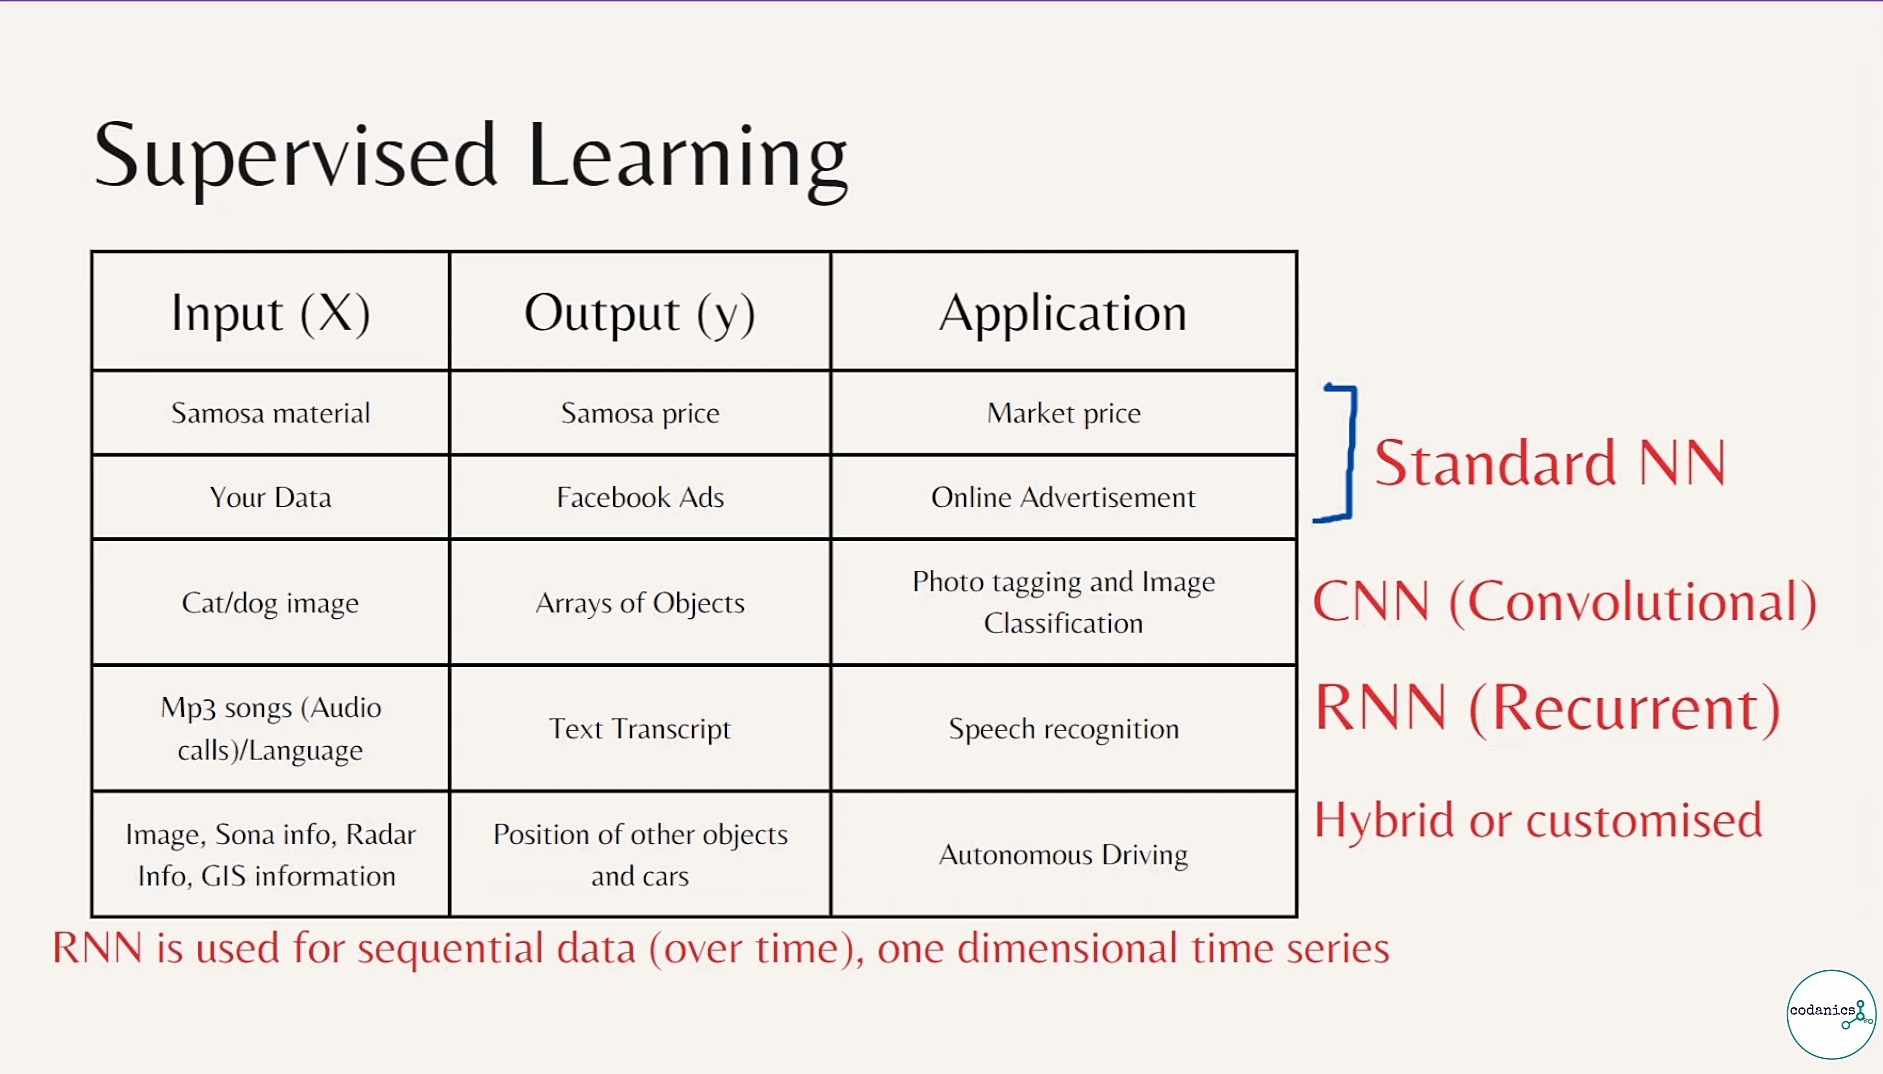 Supervised Learning
Input (X) Output (y) Application
Samosa material Samosa price Market price
Your Data Facebook Ads Online Advertisement
Standard NN
Cat/dog image Arrays of Objects Photo tagging and Image
Classification
CNN (Convolutional)
Mp3 songs (Audio
calls)/Language Text Transcript Speech recognition
RNN (Recurrent)
Image, Sona info, Radar
Info, GIS information Position of other objects
and cars Autonomous Driving
Hybrid or customised
RNN is used for sequential data (over time), one dimensional time series
codanics